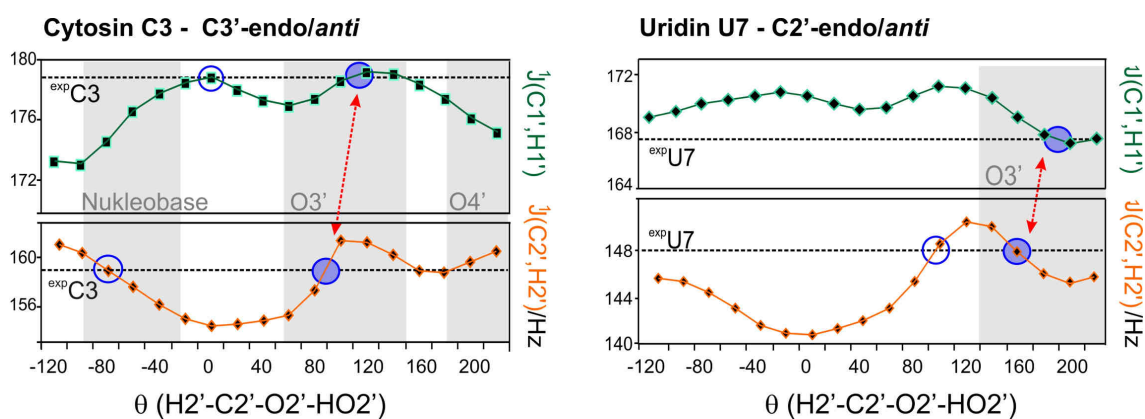 Cytosin C3 - C3'-endo/anti
180
176
172
expC3
Nukleobase
O3'
O4'
¹J(C1',H1')
160
156
expC3
¹J(C2',H2')/Hz
-120 -80 -40 0 40 80 120 160 200
θ (H2'-C2'-O2'-HO2')
Uridin U7 - C2'-endo/anti
172
168
164
expU7
O3'
¹J(C1',H1')
148
144
140
expU7
¹J(C2',H2')/Hz
-120 -80 -40 0 40 80 120 160 200
θ (H2'-C2'-O2'-HO2')